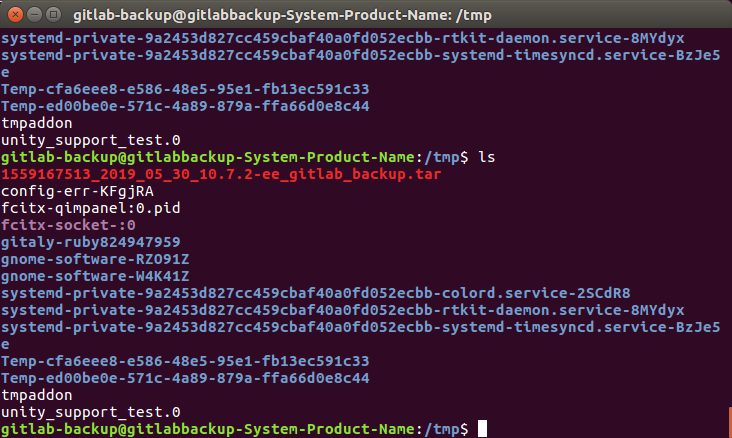 gitlab-backup@gitlabbackup-System-Product-Name: /tmp
systemd-private-9a2453d827cc459cbaf40a0fd052ecbb-rtkit-daemon.service-8MYdyx
systemd-private-9a2453d827cc459cbaf40a0fd052ecbb-systemd-timesyncd.service-BzJe5
e
Temp-cfa6eee8-e586-48e5-95e1-fb13ec591c33
Temp-ed00be0e-571c-4a89-879a-ffa66d0e8c44
tmpaddon
unity_support_test.0
gitlab-backup@gitlabbackup-System-Product-Name:/tmp$ ls
1559167513_2019_05_30_10.7.2-ee_gitlab_backup.tar
config-err-KFgjRA
fcitx-qimpanel:0.pid
fcitx-socket-:0
gitaly-ruby824947959
gnome-software-RZO91Z
gnome-software-W4K41Z
systemd-private-9a2453d827cc459cbaf40a0fd052ecbb-colord.service-2SCdR8
systemd-private-9a2453d827cc459cbaf40a0fd052ecbb-rtkit-daemon.service-8MYdyx
systemd-private-9a2453d827cc459cbaf40a0fd052ecbb-systemd-timesyncd.service-BzJe5
e
Temp-cfa6eee8-e586-48e5-95e1-fb13ec591c33
Temp-ed00be0e-571c-4a89-879a-ffa66d0e8c44
tmpaddon
unity_support_test.0
gitlab-backup@gitlabbackup-System-Product-Name:/tmp$